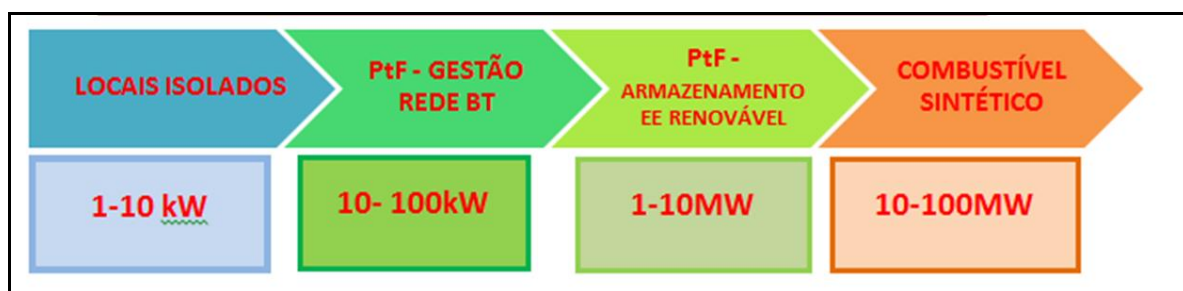 LOCAIS ISOLADOS
PtF - GESTÃO
REDE BT
PtF -
ARMAZENAMENTO
EE RENOVÁVEL
COMBUSTÍVEL
SINTÉTICO
1-10 kW
10- 100kW
1-10MW
10-100MW